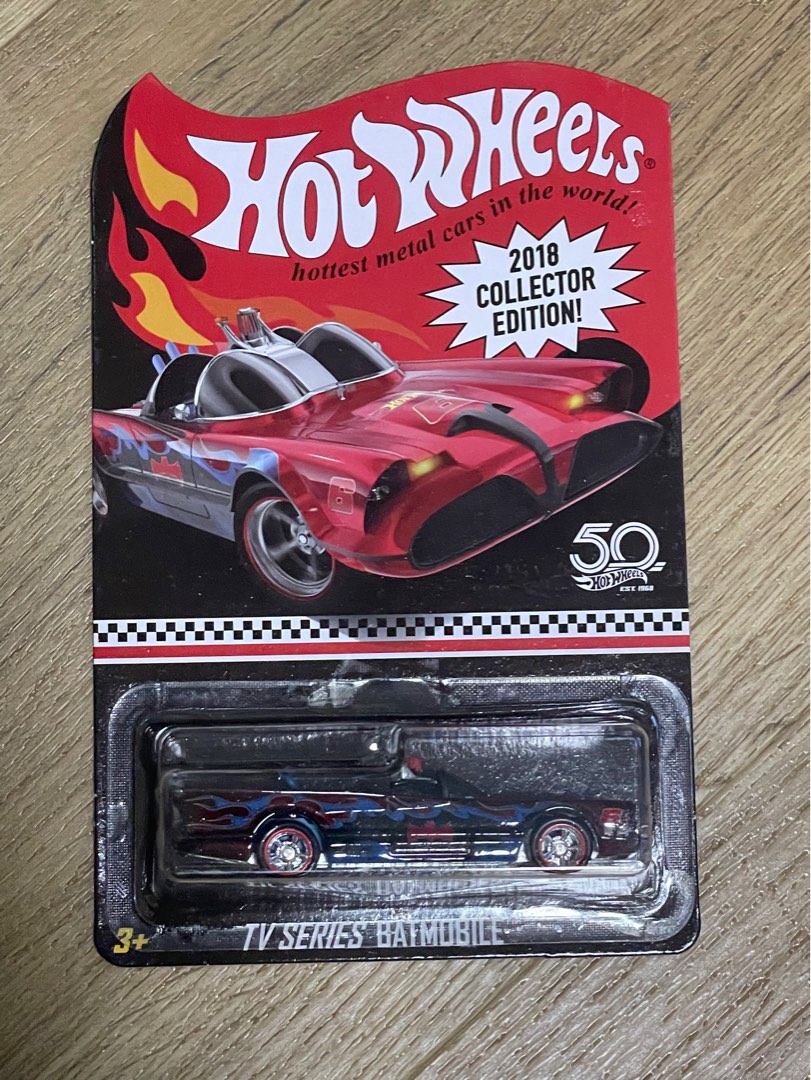 Hot Wheels®
hottest metal cars in the world!
2018
COLLECTOR
EDITION!
6
50
Hot Wheels
EST. 1968
3+
TV SERIES BATMOBILE